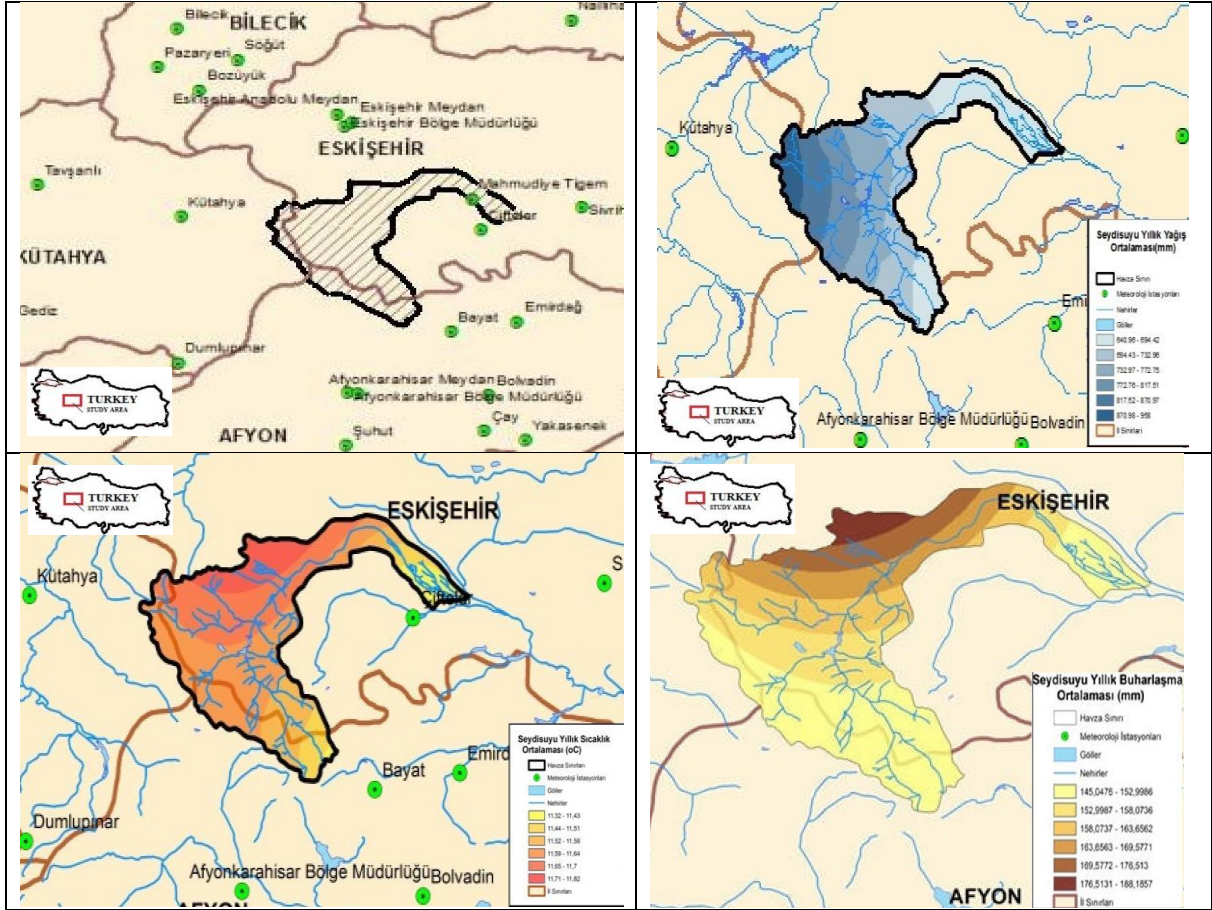 Bilecik
BİLECİK
Nallıha
Pazaryeri
Söğüt
Bozüyük
Eskişehir Anadolu Meydan
Eskişehir Meydan
Eskişehir Bölge Müdürlüğü
ESKİŞEHİR
Tavşanlı
Mahmudiye Tigem
Kütahya
Çifteler
Sivrih
KÜTAHYA
Gediz
Emirdağ
Bayat
Dumlupınar
Afyonkarahisar Meydan
Bolvadin
Afyonkarahisar Bölge Müdürlüğü
Çay
AFYON
Şuhut
Yakasenek
TURKEY
STUDY AREA
Kütahya
Seydisuyu Yıllık Yağış
Ortalaması(mm)
Havza Sınırı
Meteoroloji İstasyonları
Nehirler
Göller
640.96 - 694.42
694.43 - 732.96
732.97 - 772.75
772.76 - 817.51
817.52 - 870.97
870.98 - 958
İl Sınırları
Emi
Afyonkarahisar Bölge Müdürlüğü
Bolvadin
TURKEY
STUDY AREA
TURKEY
STUDY AREA
ESKİŞEHİR
Kütahya
S
Çifteler
Seydisuyu Yıllık Sıcaklık
Ortalaması (oC)
Havza Sınırları
Meteoroloji İstasyonları
Göller
Nehirler
11,32 - 11,43
11,44 - 11,51
11,52 - 11,58
11,59 - 11,64
11,65 - 11,7
11,71 - 11,82
İl Sınırları
Emird
Bayat
Dumlupınar
Afyonkarahisar Bölge Müdürlüğü
Bolvadin
AFYON
TURKEY
STUDY AREA
ESKİŞEHİR
Seydisuyu Yıllık Buharlaşma
Ortalaması (mm)
Havza Sınırı
Meteoroloji İstasyonları
Göller
Nehirler
145,0476 - 152,9986
152,9987 - 158,0736
158,0737 - 163,6562
163,6563 - 169,5771
169,5772 - 176,513
176,5131 - 188,1857
İl Sınırları
AFYON